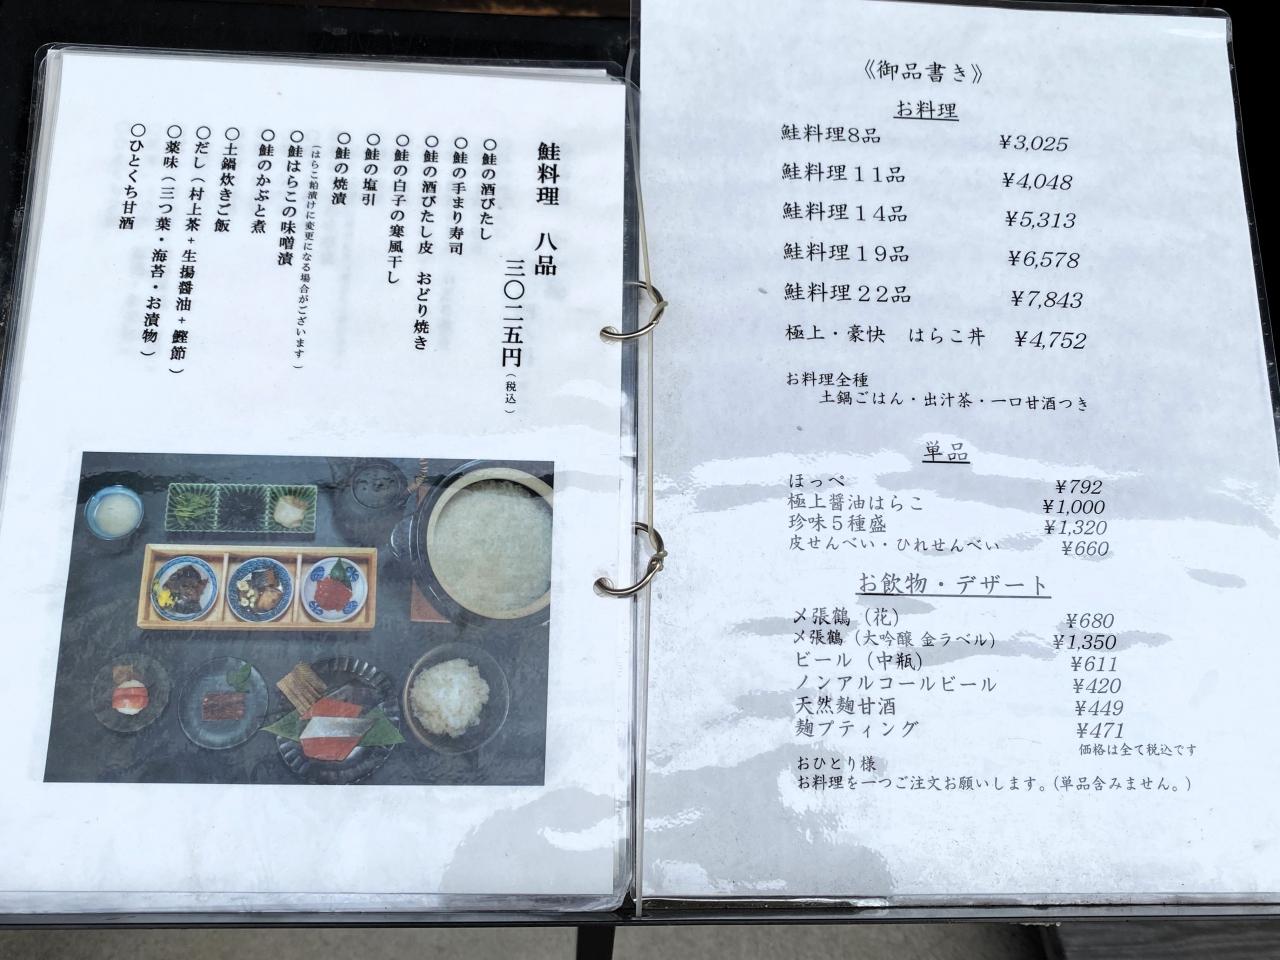 鮭料理　八品
三〇二五円（税込）
〇鮭の酒びたし
〇鮭の手まり寿司
〇鮭の酒びたし皮　おどり焼き
〇鮭の白子の寒風干し
〇鮭の塩引
〇鮭の焼漬
（はらこ粕漬けに変更になる場合がございます）
〇鮭はらこの味噌漬
〇鮭のかぶと煮
〇土鍋炊きご飯
〇だし（村上茶+生揚醤油+鰹節）
〇薬味（三つ葉・海苔・お漬物）
〇ひとくち甘酒
《御品書き》
お料理
鮭料理8品 ¥3,025
鮭料理11品 ¥4,048
鮭料理14品 ¥5,313
鮭料理19品 ¥6,578
鮭料理22品 ¥7,843
極上・豪快　はらこ丼 ¥4,752
お料理全種
土鍋ごはん・出汁茶・一口甘酒つき
単品
ほっぺ ¥792
極上醤油はらこ ¥1,000
珍味5種盛 ¥1,320
皮せんべい・ひれせんべい ¥660
お飲物・デザート
〆張鶴（花） ¥680
〆張鶴（大吟醸 金ラベル） ¥1,350
ビール（中瓶） ¥611
ノンアルコールビール ¥420
天然麹甘酒 ¥449
麹プティング ¥471
価格は全て税込です
おひとり様
お料理を一つご注文お願いします。（単品含みません。）